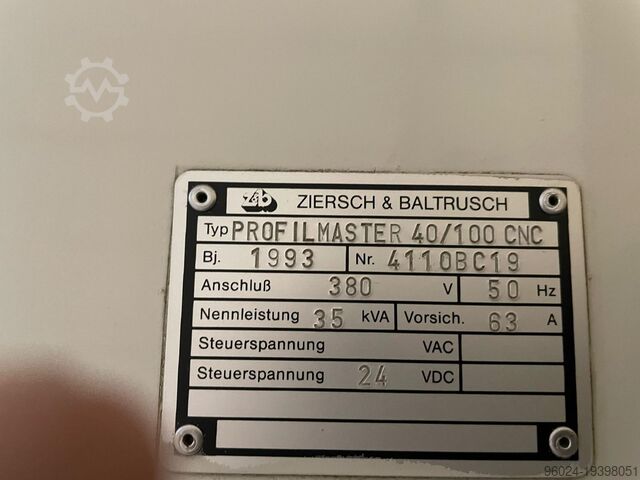 z&b ZIERSCH & BALTRUSCH
Typ PROFILMASTER 40/100 CNC
Bj. 1993 Nr. 4110BC19
Anschluß 380 V 50 Hz
Nennleistung 35 kVA Vorsich. 63 A
Steuerspannung VAC
Steuerspannung 24 VDC
96024-19398051